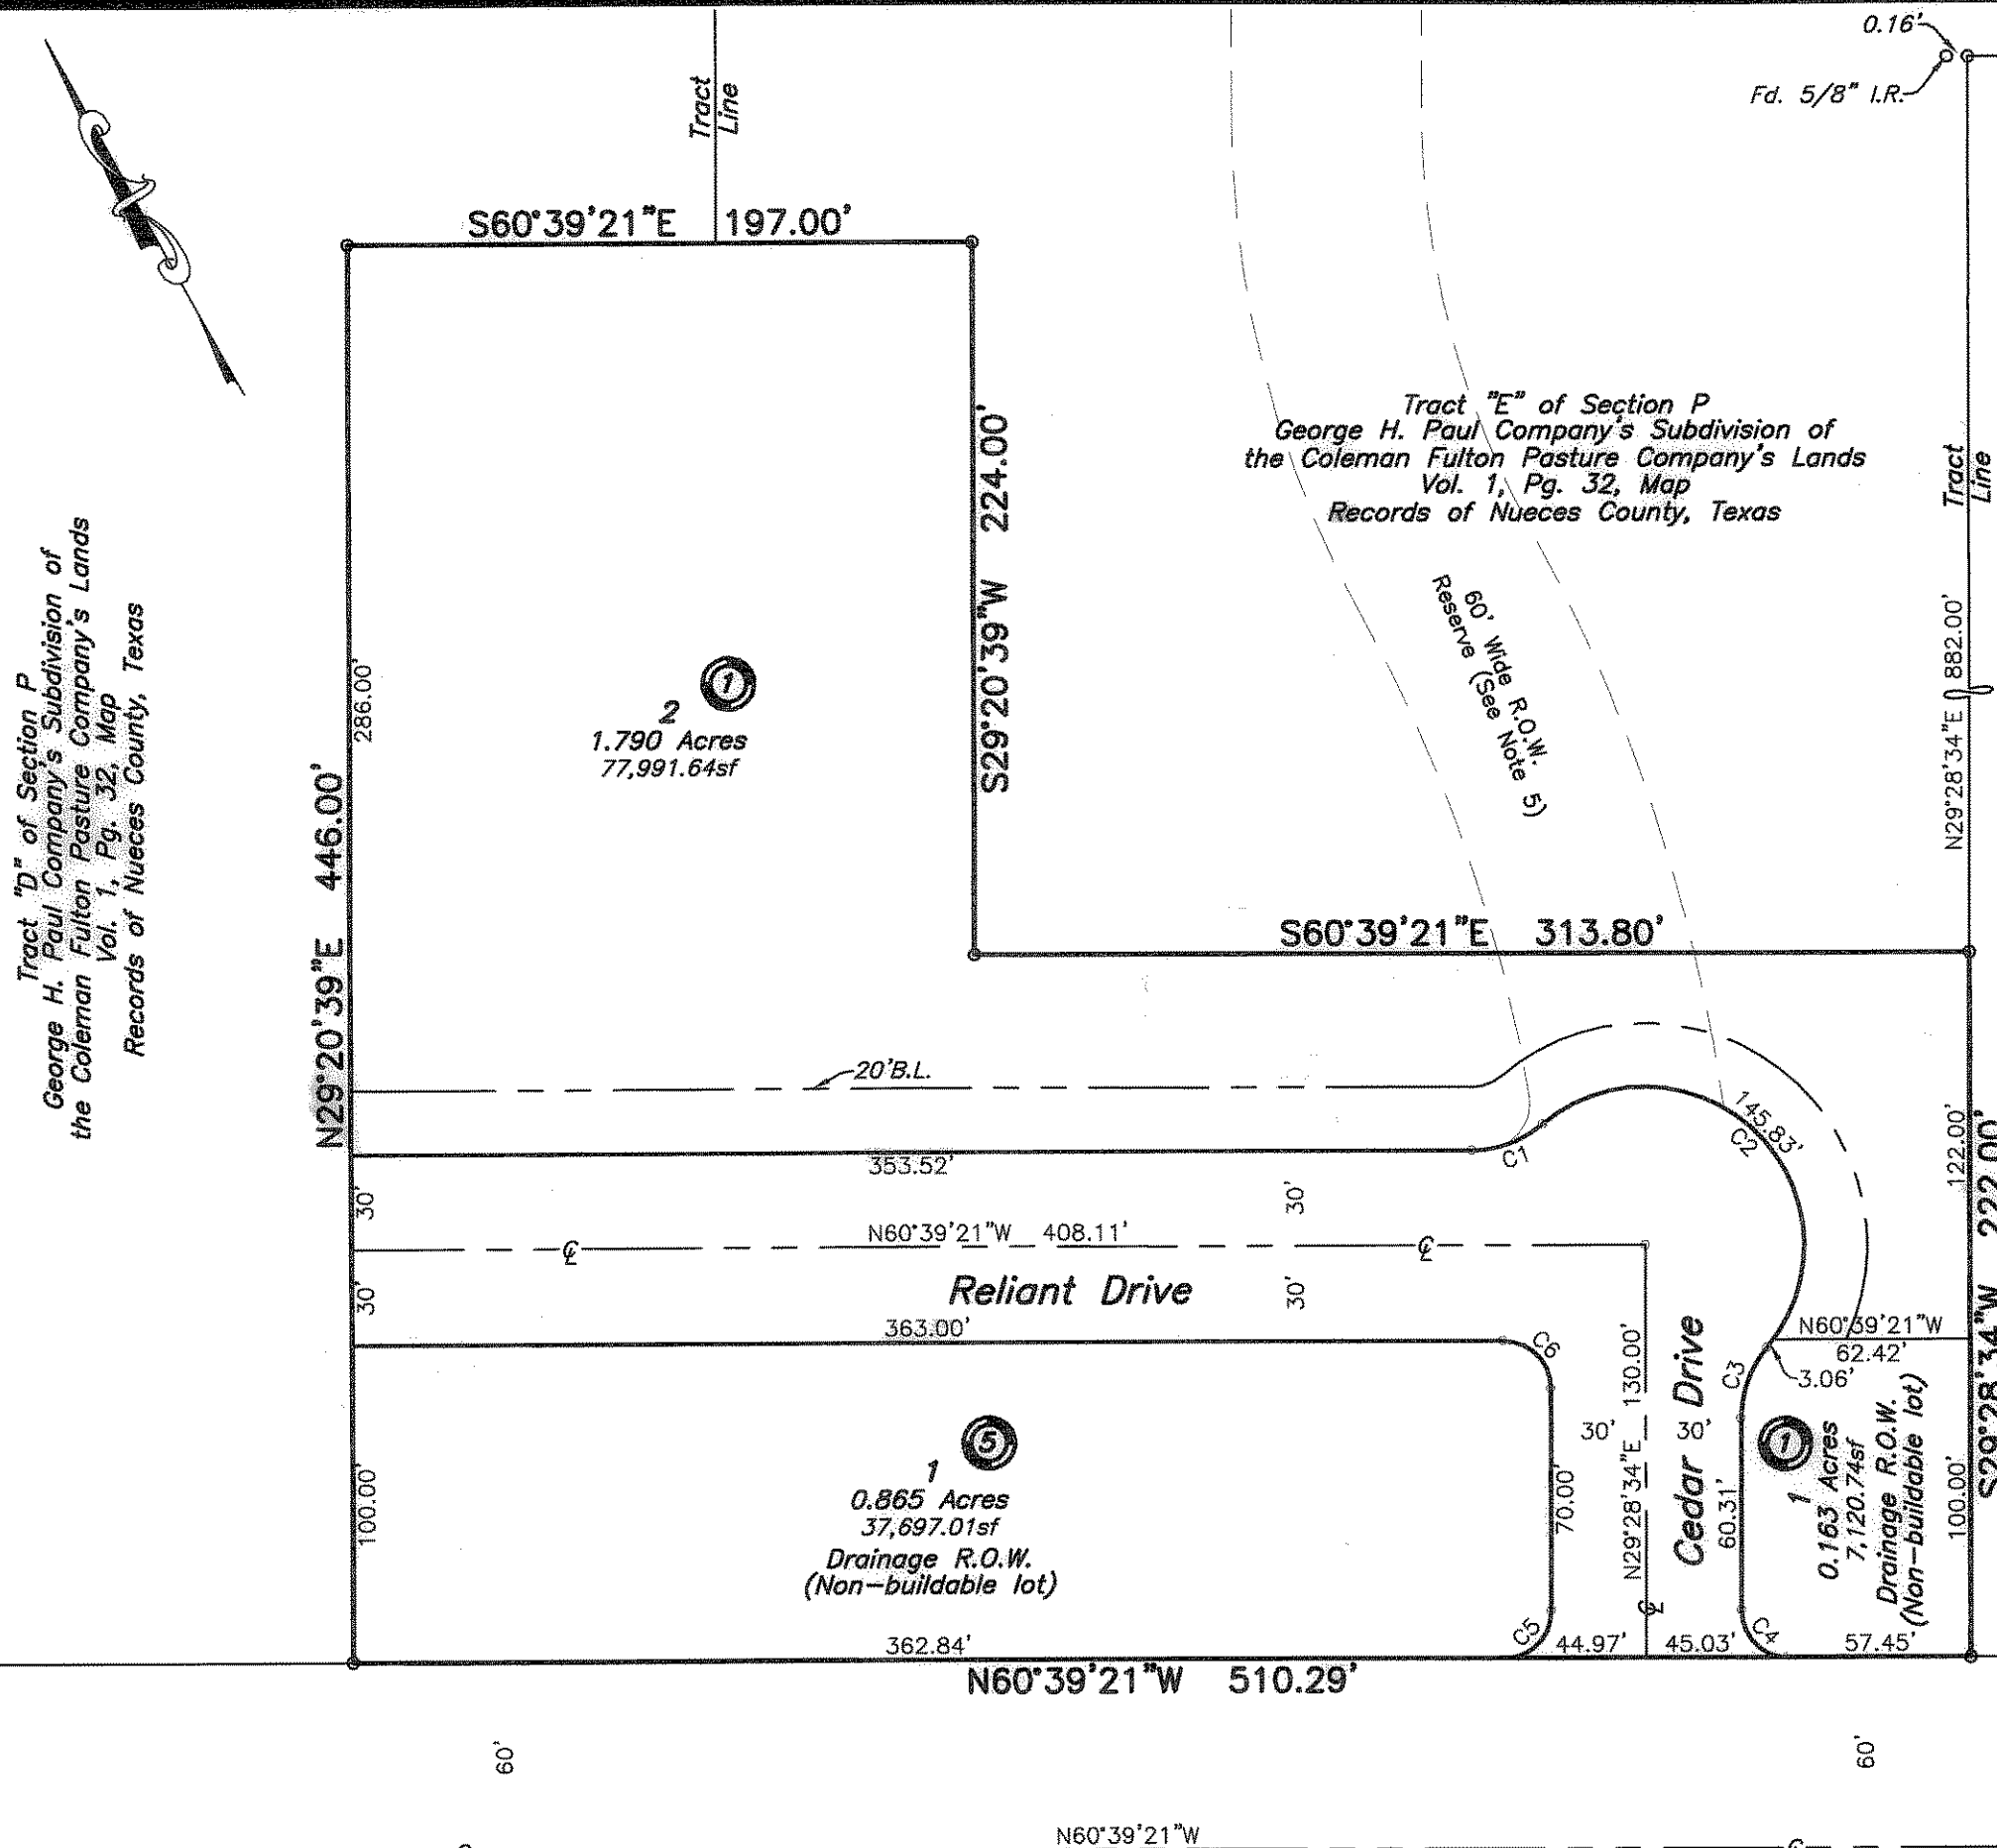 0.16'
Fd. 5/8" I.R.
Tract
Line
S60°39'21"E 197.00'
Tract "E" of Section P
George H. Paul Company's Subdivision of
the Coleman Fulton Pasture Company's Lands
Vol. 1, Pg. 32, Map
Records of Nueces County, Texas
Tract
Line
S29°20'39"W 224.00'
Tract "D" of Section P
George H. Paul Company's Subdivision of
the Coleman Fulton Pasture Company's Lands
Vol. 1, Pg. 32, Map
Records of Nueces County, Texas
286.00'
N29°20'39"E 446.00'
1
2
1.790 Acres
77,991.64sf
60' Wide R.O.W.
Reserve (See Note 5)
N29°28'34"E 882.00'
S60°39'21"E 313.80'
20'B.L.
353.52'
C1
C2
145.83'
122.00'
S29°28'34"W 222.00'
30'
30'
N60°39'21"W 408.11'
℄
℄
Reliant Drive
30'
30'
363.00'
C6
N60°39'21"W
62.42'
3.06'
C3
N29°28'34"E 130.00'
Cedar Drive
30'
30'
5
1
0.865 Acres
37,697.01sf
Drainage R.O.W.
(Non-buildable lot)
100.00'
70.00'
60.31'
1
1
0.163 Acres
7,120.74sf
Drainage R.O.W.
(Non-buildable lot)
100.00'
℄
362.84'
C5
44.97'
45.03'
C4
57.45'
N60°39'21"W 510.29'
60'
60'
N60°39'21"W